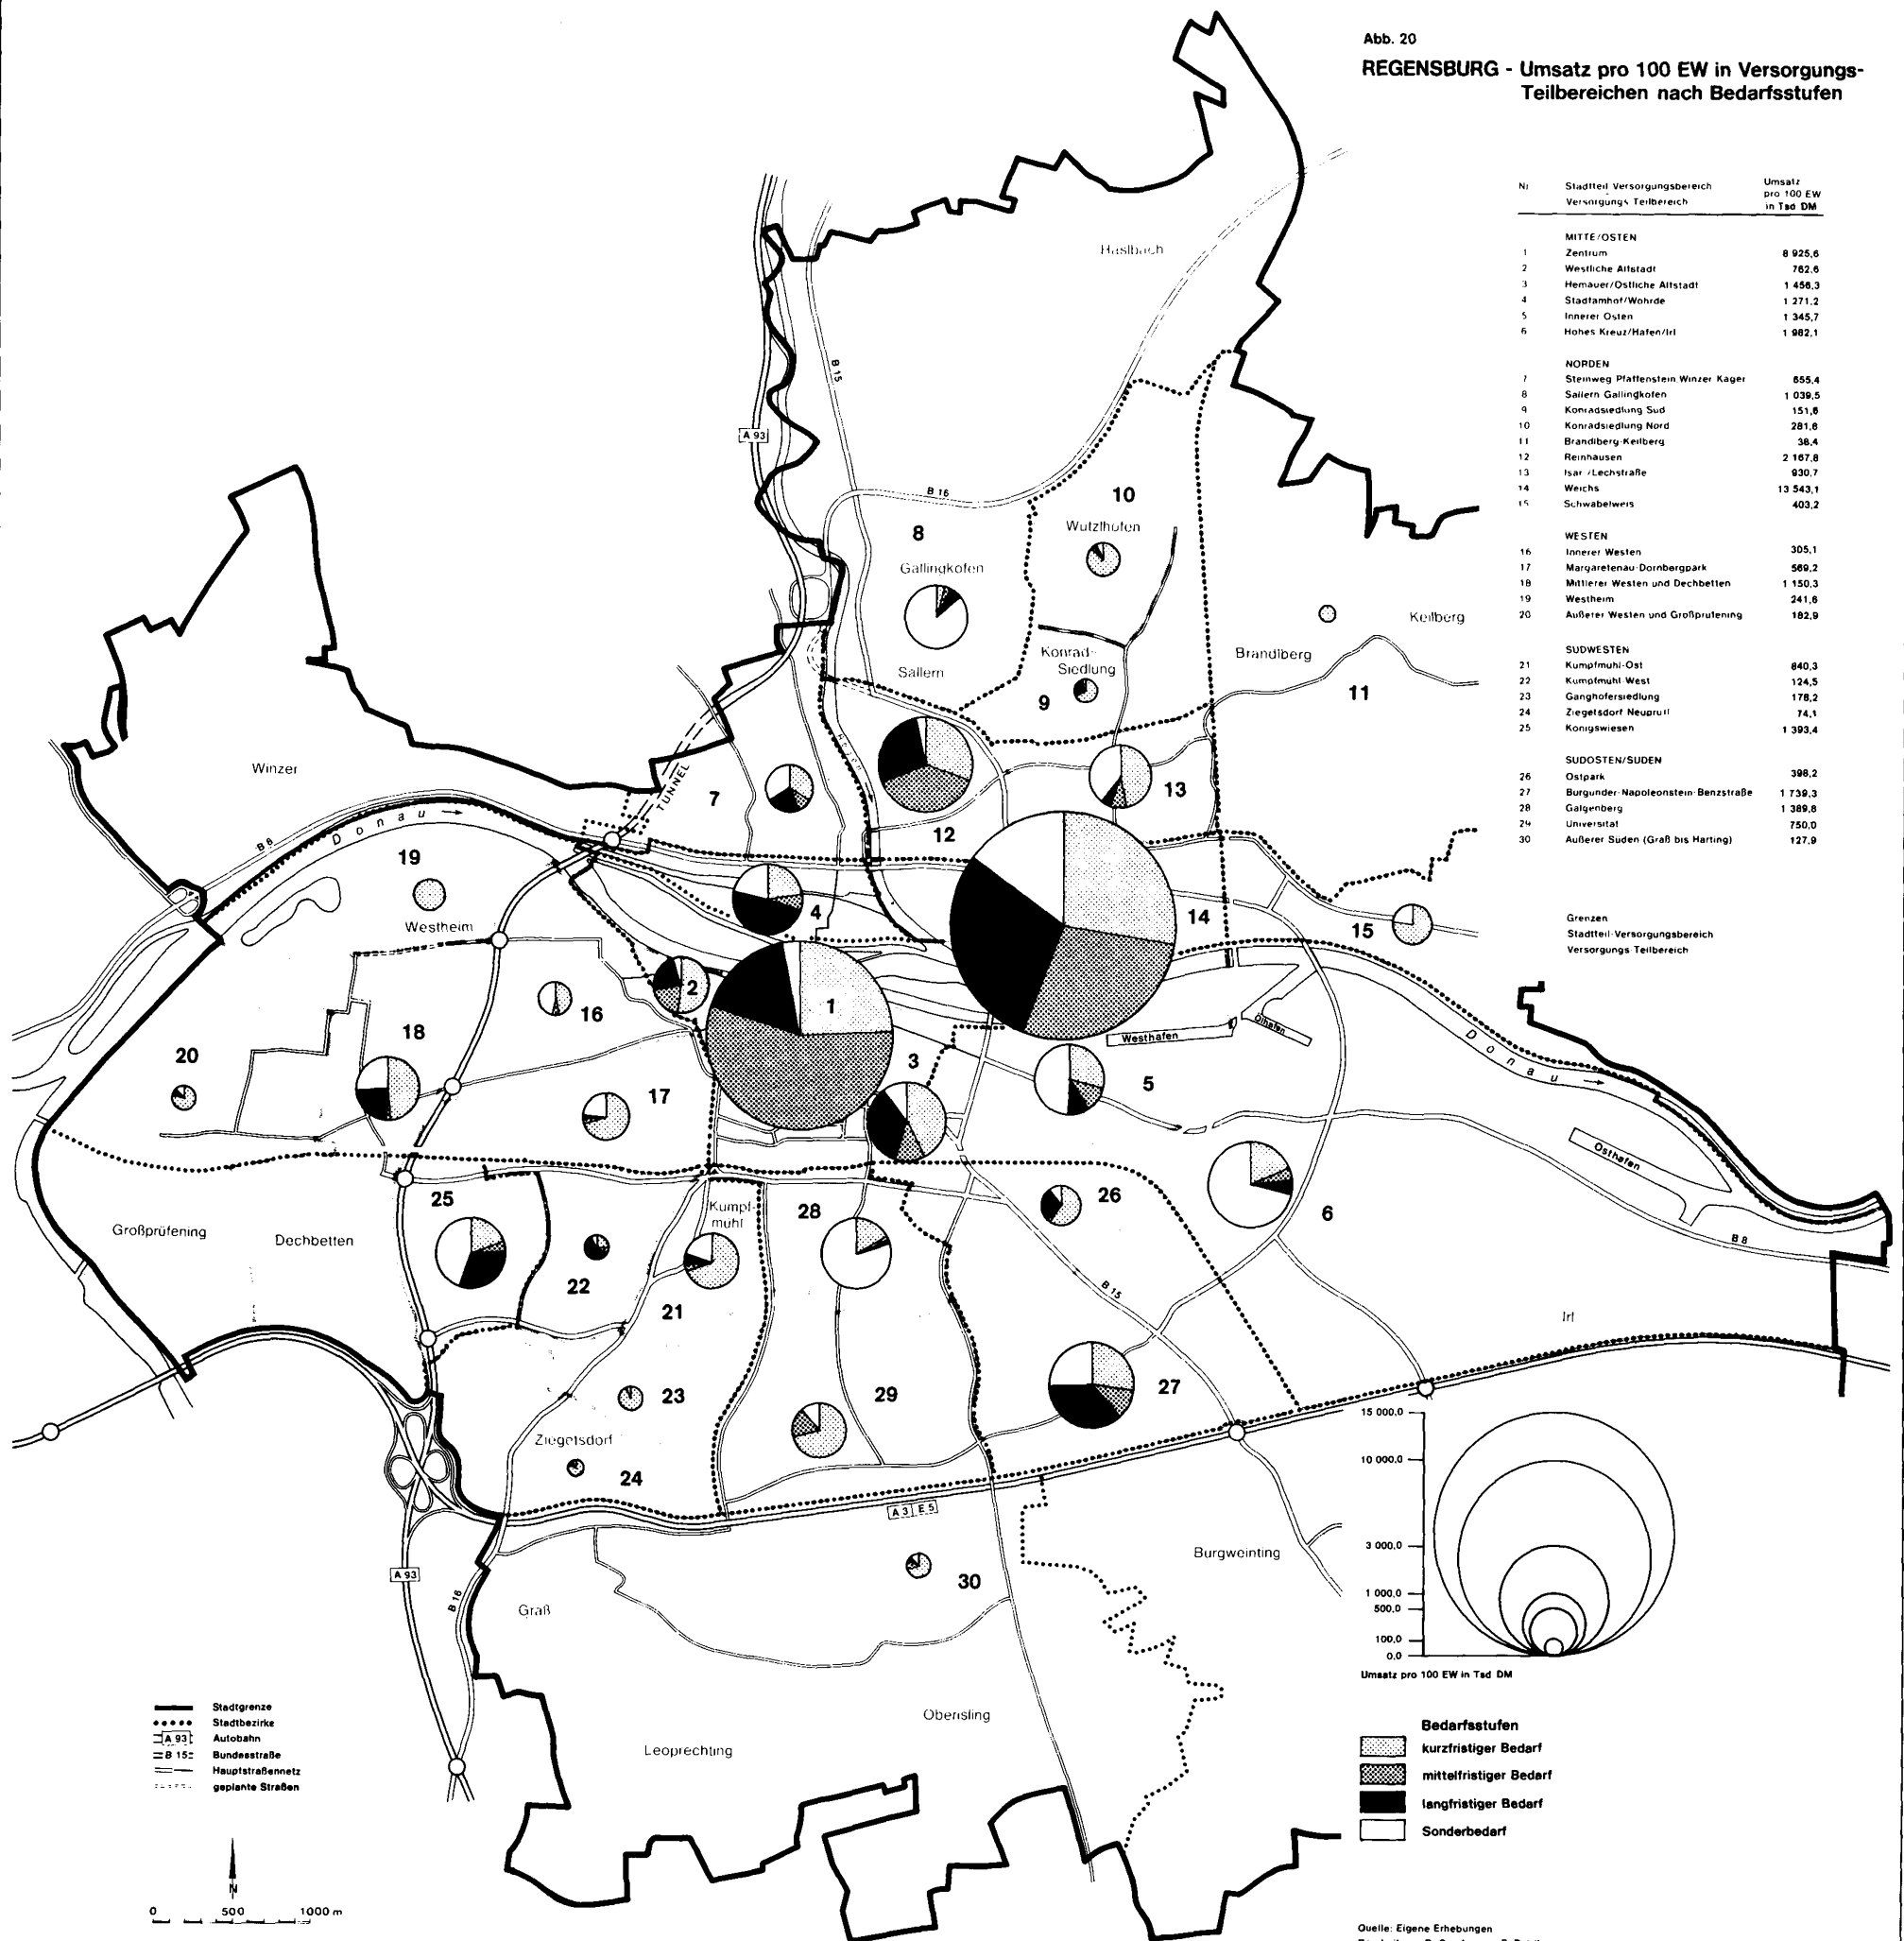 Abb. 20
REGENSBURG - Umsatz pro 100 EW in Versorgungs-
Teilbereichen nach Bedarfsstufen
Nr Stadtteil Versorgungsbereich Umsatz
Versorgungs Teilbereich pro 100 EW
in Tsd DM
MITTE/OSTEN
1 Zentrum 8 925,6
2 Westliche Altstadt 762,6
3 Hemauer/Östliche Altstadt 1 456,3
4 Stadtamhof/Wöhrde 1 271,2
5 Innerer Osten 1 345,7
6 Hohes Kreuz/Hafen/Irl 1 982,1
NORDEN
7 Steinweg Pfaffenstein Winzer Kager 655,4
8 Sallern Gallingkofen 1 039,5
9 Konradsiedlung Süd 151,6
10 Konradsiedlung Nord 281,6
11 Brandlberg-Keilberg 38,4
12 Reinhausen 2 167,8
13 Isar-/Lechstraße 930,7
14 Weichs 13 543,1
15 Schwabelweis 403,2
WESTEN
16 Innerer Westen 305,1
17 Margaretenau-Dörnbergpark 569,2
18 Mittlerer Westen und Dechbetten 1 150,3
19 Westheim 241,6
20 Äußerer Westen und Großprüfening 182,9
SÜDWESTEN
21 Kumpfmühl-Ost 840,3
22 Kumpfmühl-West 124,5
23 Ganghofersiedlung 178,2
24 Ziegetsdorf Neuprüll 74,1
25 Königswiesen 1 393,4
SÜDOSTEN/SÜDEN
26 Ostpark 398,2
27 Burgunder-Napoleonstein-Benzstraße 1 739,3
28 Galgenberg 1 389,8
29 Universität 750,0
30 Äußerer Süden (Graß bis Harting) 127,9
Grenzen
Stadtteil-Versorgungsbereich
Versorgungs-Teilbereich
Haslbach
B 15
A 93
B 16
10
8
Wutzlhofen
Gallingkofen
Keilberg
Konrad-
Siedlung
Brandlberg
Sallern
9
11
Regen
Winzer
TUNNEL
7
13
12
B 8
Donau
19
Westheim
4
14
15
2
1
16
18
Westhafen
Ölhafen
Donau
20
3
5
17
Osthafen
25
Kumpf-
mühl
28
26
6
Großprüfening
Dechbetten
B 8
22
21
B 15
Irl
23
29
27
Ziegetsdorf
24
A 3 E 5
30
Burgweinting
A 93
B 16
Graß
Oberisling
Leoprechting
15 000,0
10 000,0
3 000,0
1 000,0
500,0
100,0
0,0
Umsatz pro 100 EW in Tsd DM
Bedarfsstufen
kurzfristiger Bedarf
mittelfristiger Bedarf
langfristiger Bedarf
Sonderbedarf
Stadtgrenze
Stadtbezirke
A 93 Autobahn
B 15 Bundesstraße
Hauptstraßennetz
geplante Straßen
N
0 500 1000 m
Quelle: Eigene Erhebungen